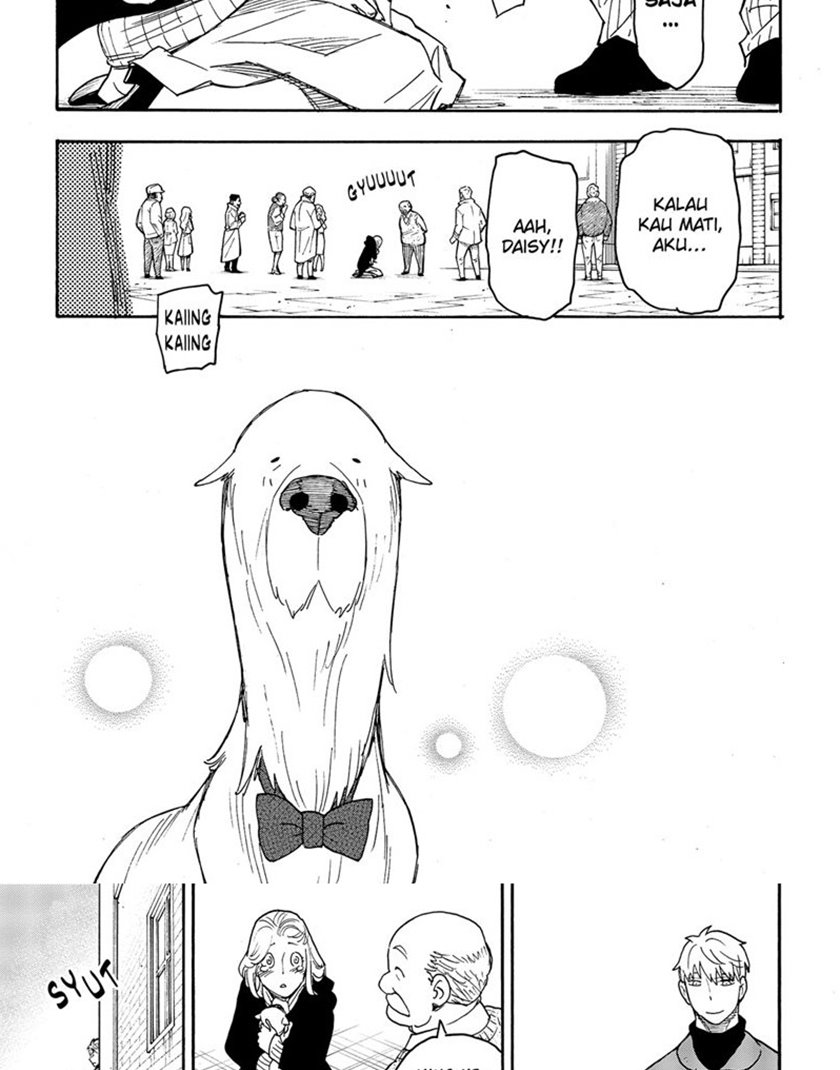 SAJA
...
KALAU
KAU MATI,
AKU...
AAH,
DAISY!!
GYUUUUT
KAIING
KAIING
SYUT